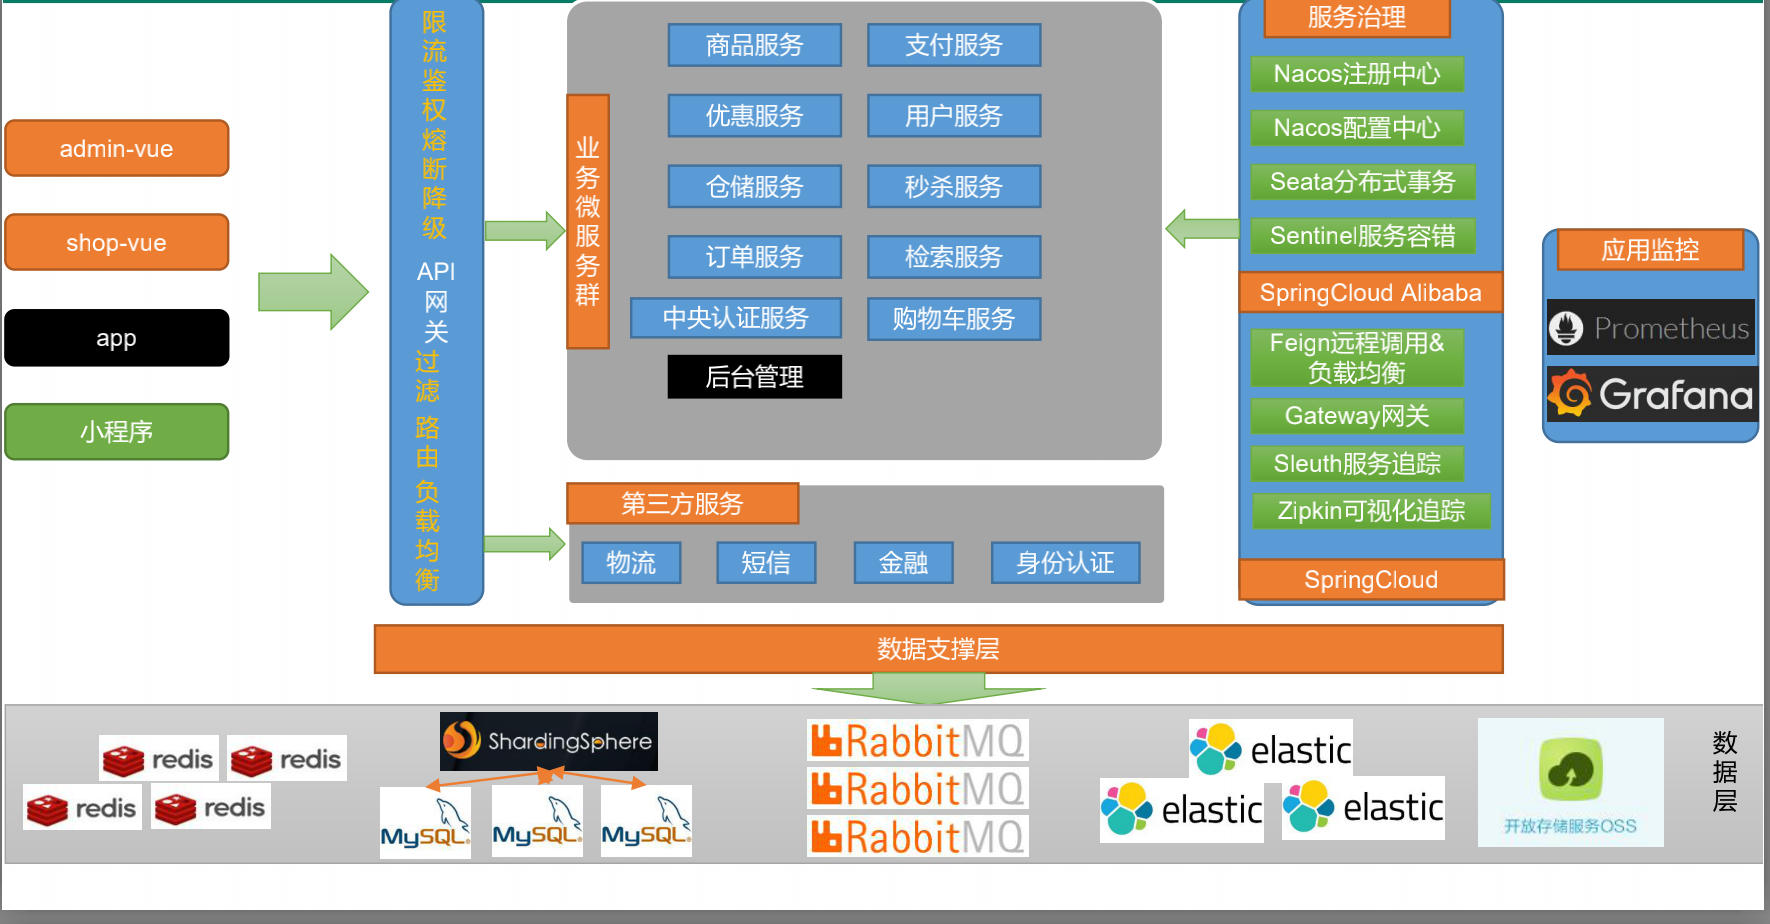 admin-vue
shop-vue
app
小程序
限流鉴权熔断降级
API网关
过滤
路由
负载均衡
业务微服务群
商品服务
支付服务
优惠服务
用户服务
仓储服务
秒杀服务
订单服务
检索服务
中央认证服务
购物车服务
后台管理
第三方服务
物流
短信
金融
身份认证
服务治理
Nacos注册中心
Nacos配置中心
Seata分布式事务
Sentinel服务容错
SpringCloud Alibaba
Feign远程调用&
负载均衡
Gateway网关
Sleuth服务追踪
Zipkin可视化追踪
SpringCloud
应用监控
Prometheus
Grafana
数据支撑层
redis
redis
redis
redis
ShardingSphere
MySQL
MySQL
MySQL
RabbitMQ
RabbitMQ
RabbitMQ
elastic
elastic
elastic
开放存储服务OSS
数据层